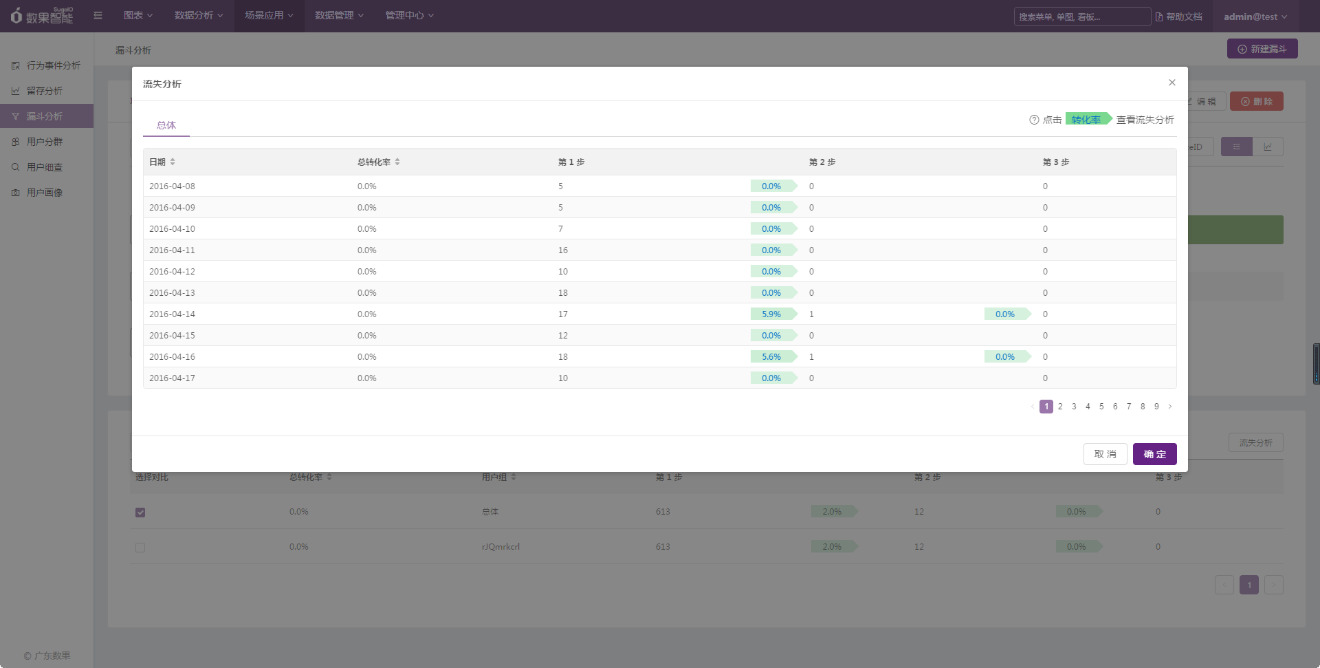 数果智能 SugoIO 图表 数据分析 场景应用 数据管理 管理中心 搜索菜单, 单图, 看板... 帮助文档 admin@test
行为事件分析
留存分析
漏斗分析
用户分群
用户细查
用户画像
漏斗分析 新建漏斗
编 辑 删 除
流失分析 ×
总体 点击 转化率 查看流失分析
日期 总转化率 第 1 步 第 2 步 第 3 步
2016-04-08 0.0% 5 0.0% 0 0
2016-04-09 0.0% 5 0.0% 0 0
2016-04-10 0.0% 7 0.0% 0 0
2016-04-11 0.0% 16 0.0% 0 0
2016-04-12 0.0% 10 0.0% 0 0
2016-04-13 0.0% 18 0.0% 0 0
2016-04-14 0.0% 17 5.9% 1 0.0% 0
2016-04-15 0.0% 12 0.0% 0 0
2016-04-16 0.0% 18 5.6% 1 0.0% 0
2016-04-17 0.0% 10 0.0% 0 0
‹ 1 2 3 4 5 6 7 8 9 ›
取 消 确 定
流失分析
选择对比 总转化率 用户组 第 1 步 第 2 步 第 3 步
0.0% 总体 613 2.0% 12 0.0% 0
0.0% rJQmrkcrl 613 2.0% 12 0.0% 0
1
© 广东数果